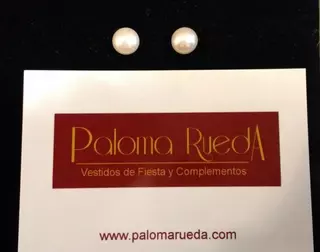 Paloma RuedA
Vestidos de Fiesta y Complementos
www.palomarueda.com